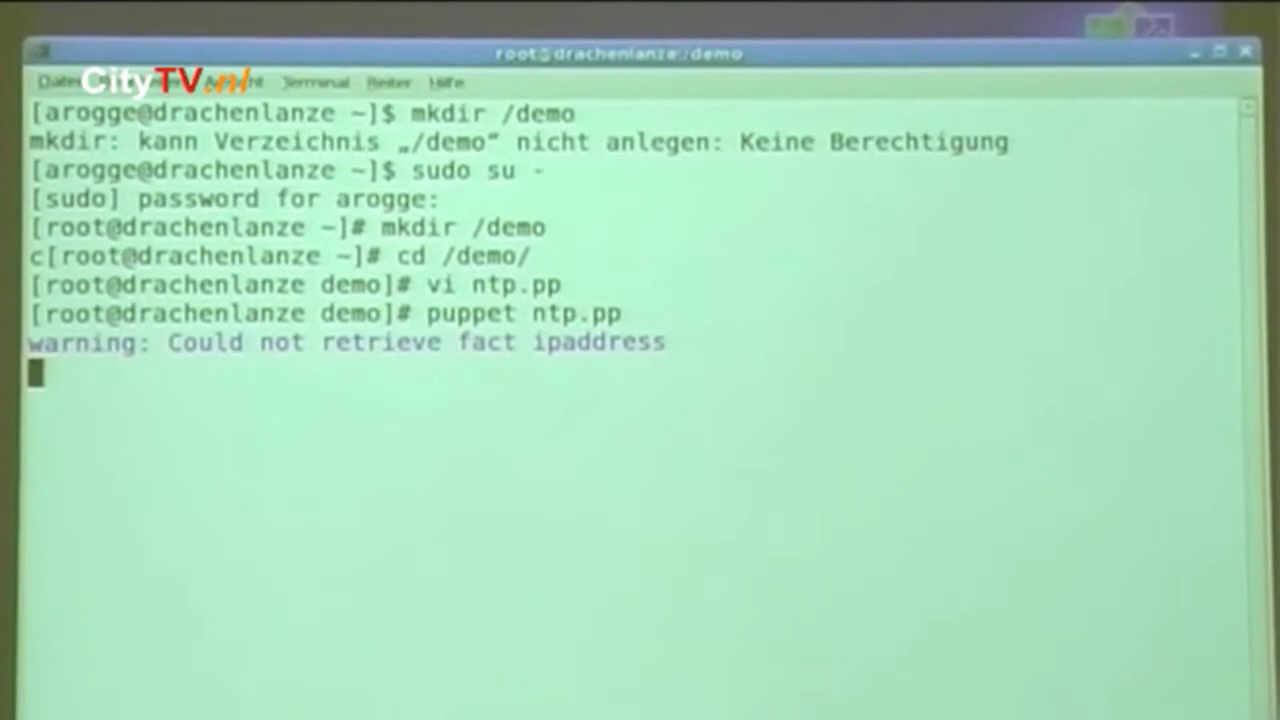 root@drachenlanze:/demo
CityTV.nl
Terminal Reiter Hilfe
[arogge@drachenlanze ~]$ mkdir /demo
mkdir: kann Verzeichnis „/demo“ nicht anlegen: Keine Berechtigung
[arogge@drachenlanze ~]$ sudo su -
[sudo] password for arogge:
[root@drachenlanze ~]# mkdir /demo
c[root@drachenlanze ~]# cd /demo/
[root@drachenlanze demo]# vi ntp.pp
[root@drachenlanze demo]# puppet ntp.pp
warning: Could not retrieve fact ipaddress